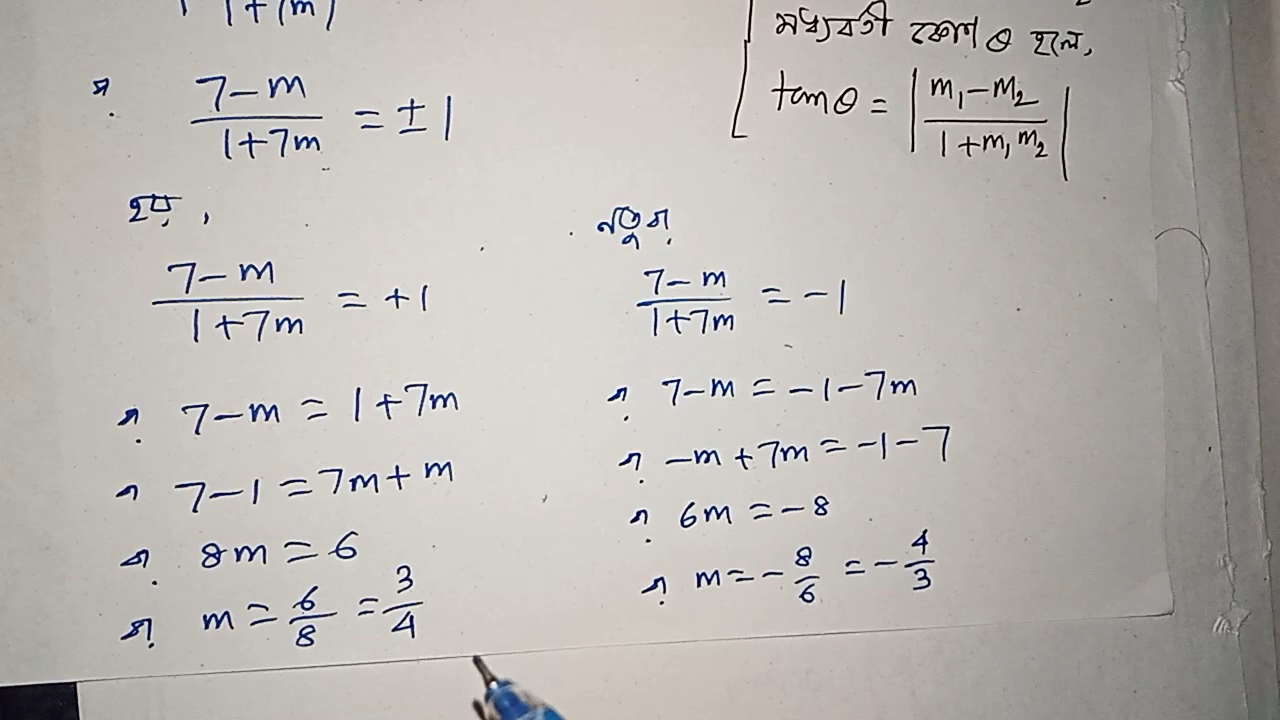 1+7m
মধ্যবর্তী কোণ θ হলে,
tanθ = |(m₁-m₂)/(1+m₁m₂)|
বা, (7-m)/(1+7m) = ±1
হয়,
(7-m)/(1+7m) = +1
বা, 7-m = 1+7m
বা, 7-1 = 7m+m
বা, 8m = 6
বা, m = 6/8 = 3/4
নতুবা,
(7-m)/(1+7m) = -1
বা, 7-m = -1-7m
বা, -m+7m = -1-7
বা, 6m = -8
বা, m = -8/6 = -4/3